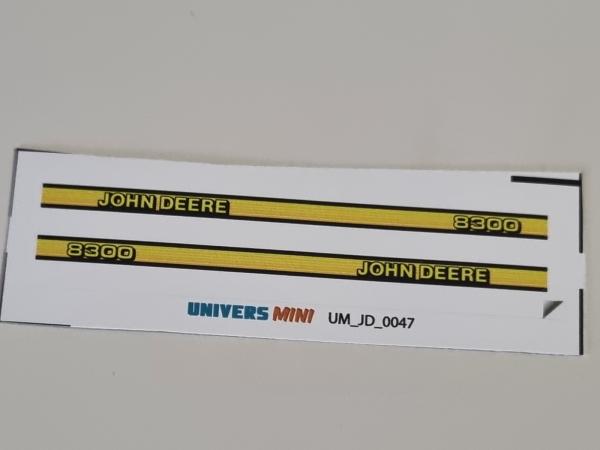 JOHN DEERE 8300
8300 JOHN DEERE
UNIVERS MINI UM_JD_0047